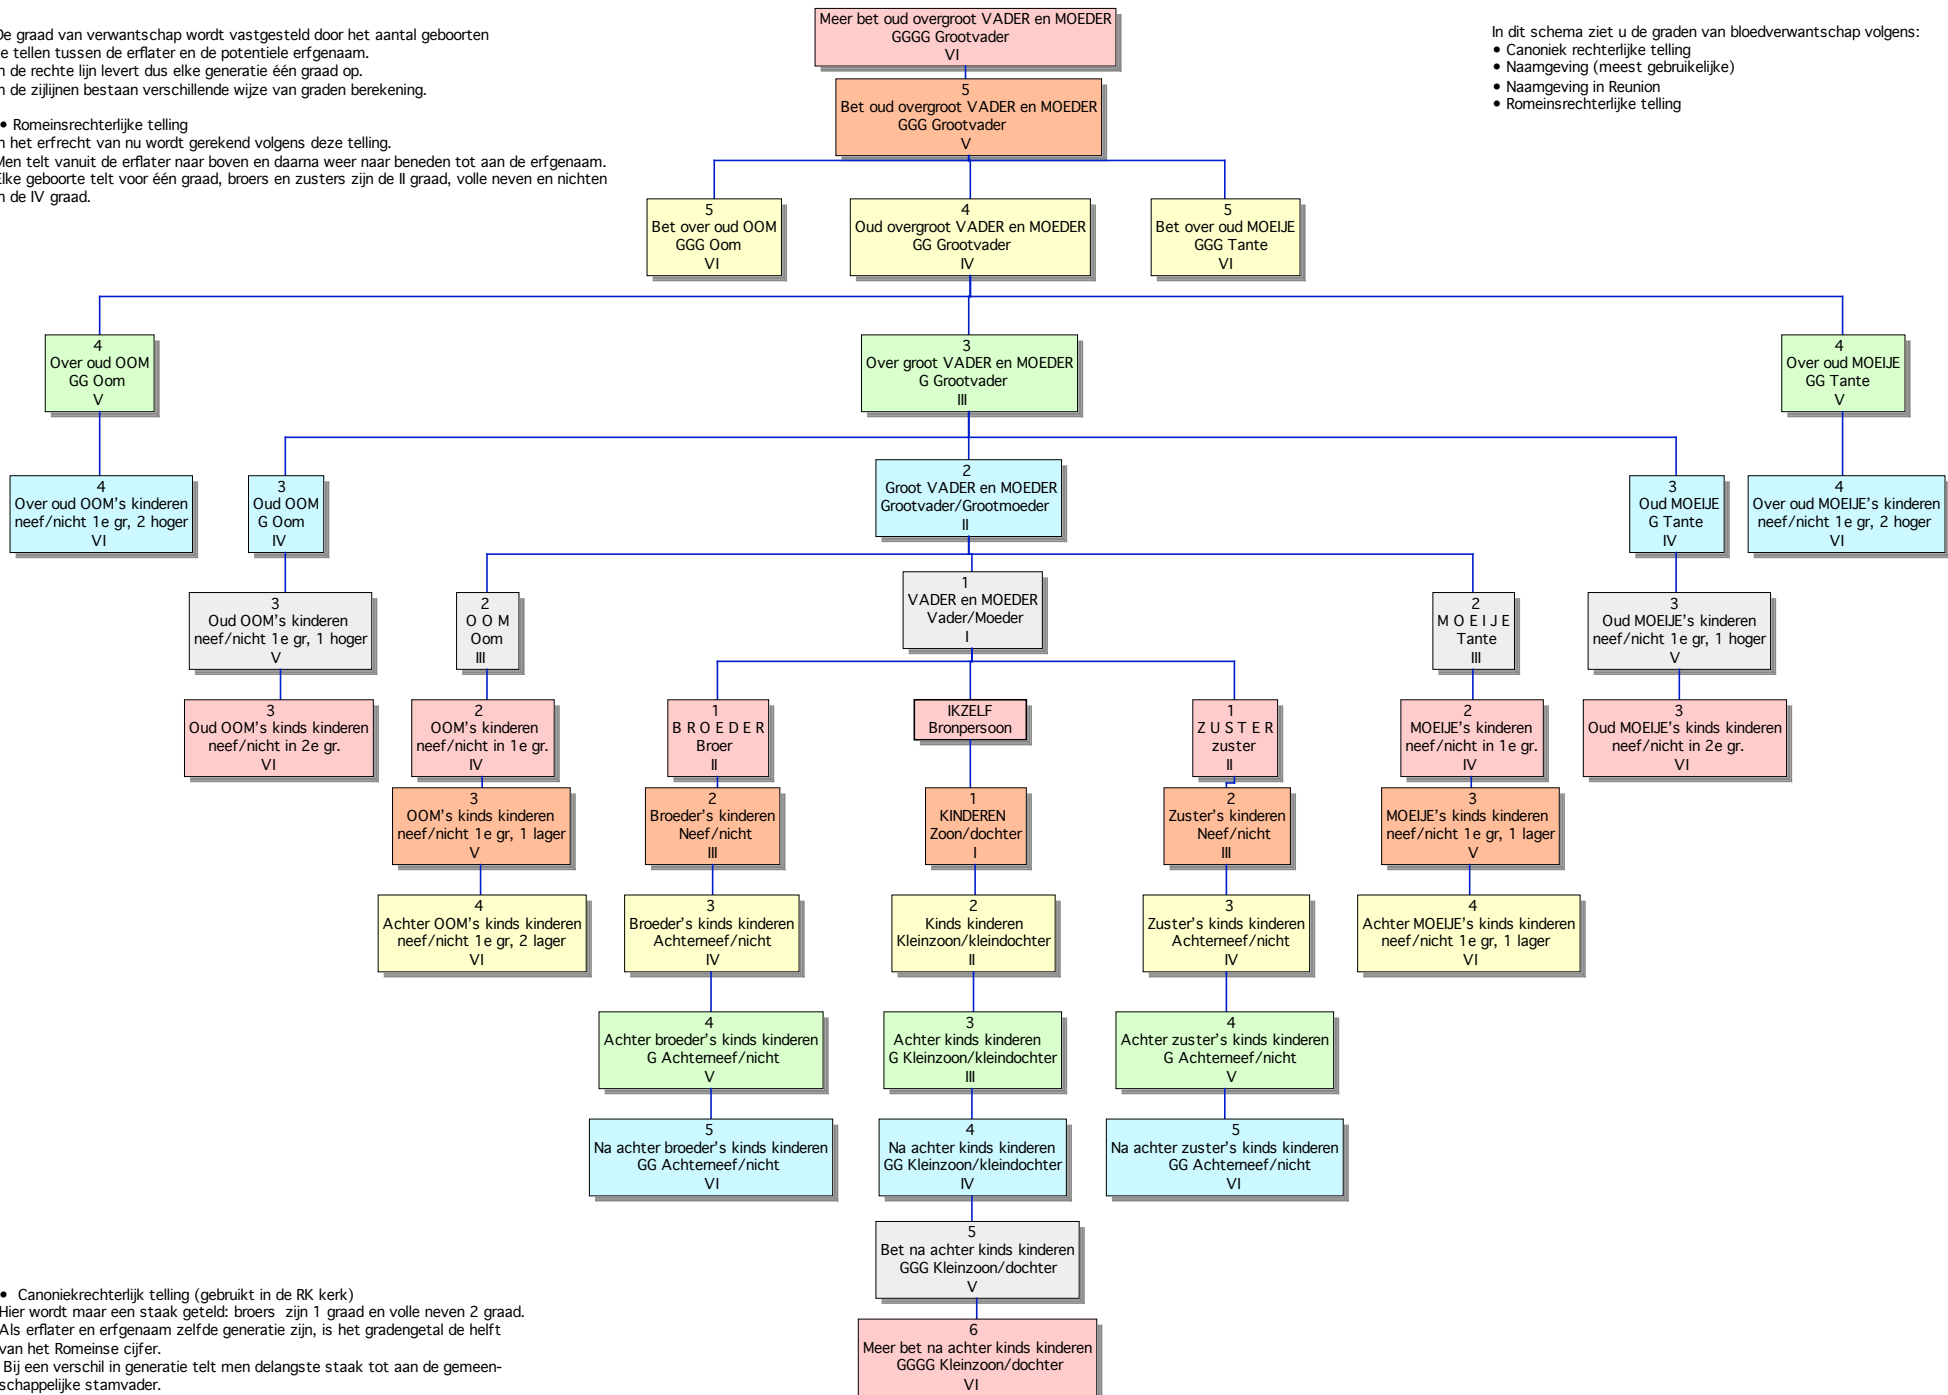 Meer bet oud overgroot VADER en MOEDER
GGGG Grootvader
VI
De graad van verwantschap wordt vastgesteld door het aantal geboorten
te tellen tussen de erflater en de potentiele erfgenaam.
In de rechte lijn levert dus elke generatie één graad op.
In de zijlijnen bestaan verschillende wijze van graden berekening.
• Romeinsrechterlijke telling
In het erfrecht van nu wordt gerekend volgens deze telling.
Men telt vanuit de erflater naar boven en daarna weer naar beneden tot aan de erfgenaam.
Elke geboorte telt voor één graad, broers en zusters zijn de II graad, volle neven en nichten
in de IV graad.
In dit schema ziet u de graden van bloedverwantschap volgens:
• Canoniek rechterlijke telling
• Naamgeving (meest gebruikelijke)
• Naamgeving in Reunion
• Romeinsrechterlijke telling
5
Bet oud overgroot VADER en MOEDER
GGG Grootvader
V
5
Bet over oud OOM
GGG Oom
VI
4
Oud overgroot VADER en MOEDER
GG Grootvader
IV
5
Bet over oud MOEIJE
GGG Tante
VI
4
Over oud OOM
GG Oom
V
3
Over groot VADER en MOEDER
G Grootvader
III
4
Over oud MOEIJE
GG Tante
V
4
Over oud OOM's kinderen
neef/nicht 1e gr, 2 hoger
VI
3
Oud OOM
G Oom
IV
2
Groot VADER en MOEDER
Grootvader/Grootmoeder
II
3
Oud MOEIJE
G Tante
IV
4
Over oud MOEIJE's kinderen
neef/nicht 1e gr, 2 hoger
VI
3
Oud OOM's kinderen
neef/nicht 1e gr, 1 hoger
V
2
O O M
Oom
III
1
VADER en MOEDER
Vader/Moeder
I
2
M O E I J E
Tante
III
3
Oud MOEIJE's kinderen
neef/nicht 1e gr, 1 hoger
V
3
Oud OOM's kinds kinderen
neef/nicht in 2e gr.
VI
2
OOM's kinderen
neef/nicht in 1e gr.
IV
1
B R O E D E R
Broer
II
IKZELF
Bronpersoon
1
Z U S T E R
zuster
II
2
MOEIJE's kinderen
neef/nicht in 1e gr.
IV
3
Oud MOEIJE's kinds kinderen
neef/nicht in 2e gr.
VI
3
OOM's kinds kinderen
neef/nicht 1e gr, 1 lager
V
2
Broeder's kinderen
Neef/nicht
III
1
KINDEREN
Zoon/dochter
I
2
Zuster's kinderen
Neef/nicht
III
3
MOEIJE's kinds kinderen
neef/nicht 1e gr, 1 lager
V
4
Achter OOM's kinds kinderen
neef/nicht 1e gr, 2 lager
VI
3
Broeder's kinds kinderen
Achterneef/nicht
IV
2
Kinds kinderen
Kleinzoon/kleindochter
II
3
Zuster's kinds kinderen
Achterneef/nicht
IV
4
Achter MOEIJE's kinds kinderen
neef/nicht 1e gr, 1 lager
VI
4
Achter broeder's kinds kinderen
G Achterneef/nicht
V
3
Achter kinds kinderen
G Kleinzoon/kleindochter
III
4
Achter zuster's kinds kinderen
G Achterneef/nicht
V
5
Na achter broeder's kinds kinderen
GG Achterneef/nicht
VI
4
Na achter kinds kinderen
GG Kleinzoon/kleindochter
IV
5
Na achter zuster's kinds kinderen
GG Achterneef/nicht
VI
5
Bet na achter kinds kinderen
GGG Kleinzoon/dochter
V
6
Meer bet na achter kinds kinderen
GGGG Kleinzoon/dochter
VI
• Canoniekrechterlijk telling (gebruikt in de RK kerk)
Hier wordt maar een staak geteld: broers zijn 1 graad en volle neven 2 graad.
Als erflater en erfgenaam zelfde generatie zijn, is het gradengetal de helft
van het Romeinse cijfer.
Bij een verschil in generatie telt men delangste staak tot aan de gemeen-
schappelijke stamvader.